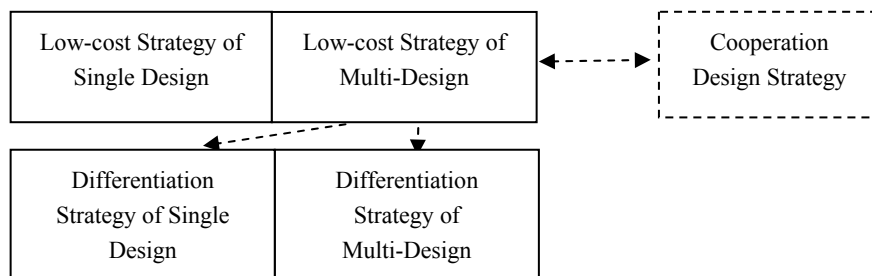 Low-cost Strategy of
Single Design
Low-cost Strategy of
Multi-Design
Cooperation
Design Strategy
Differentiation
Strategy of Single
Design
Differentiation
Strategy of
Multi-Design